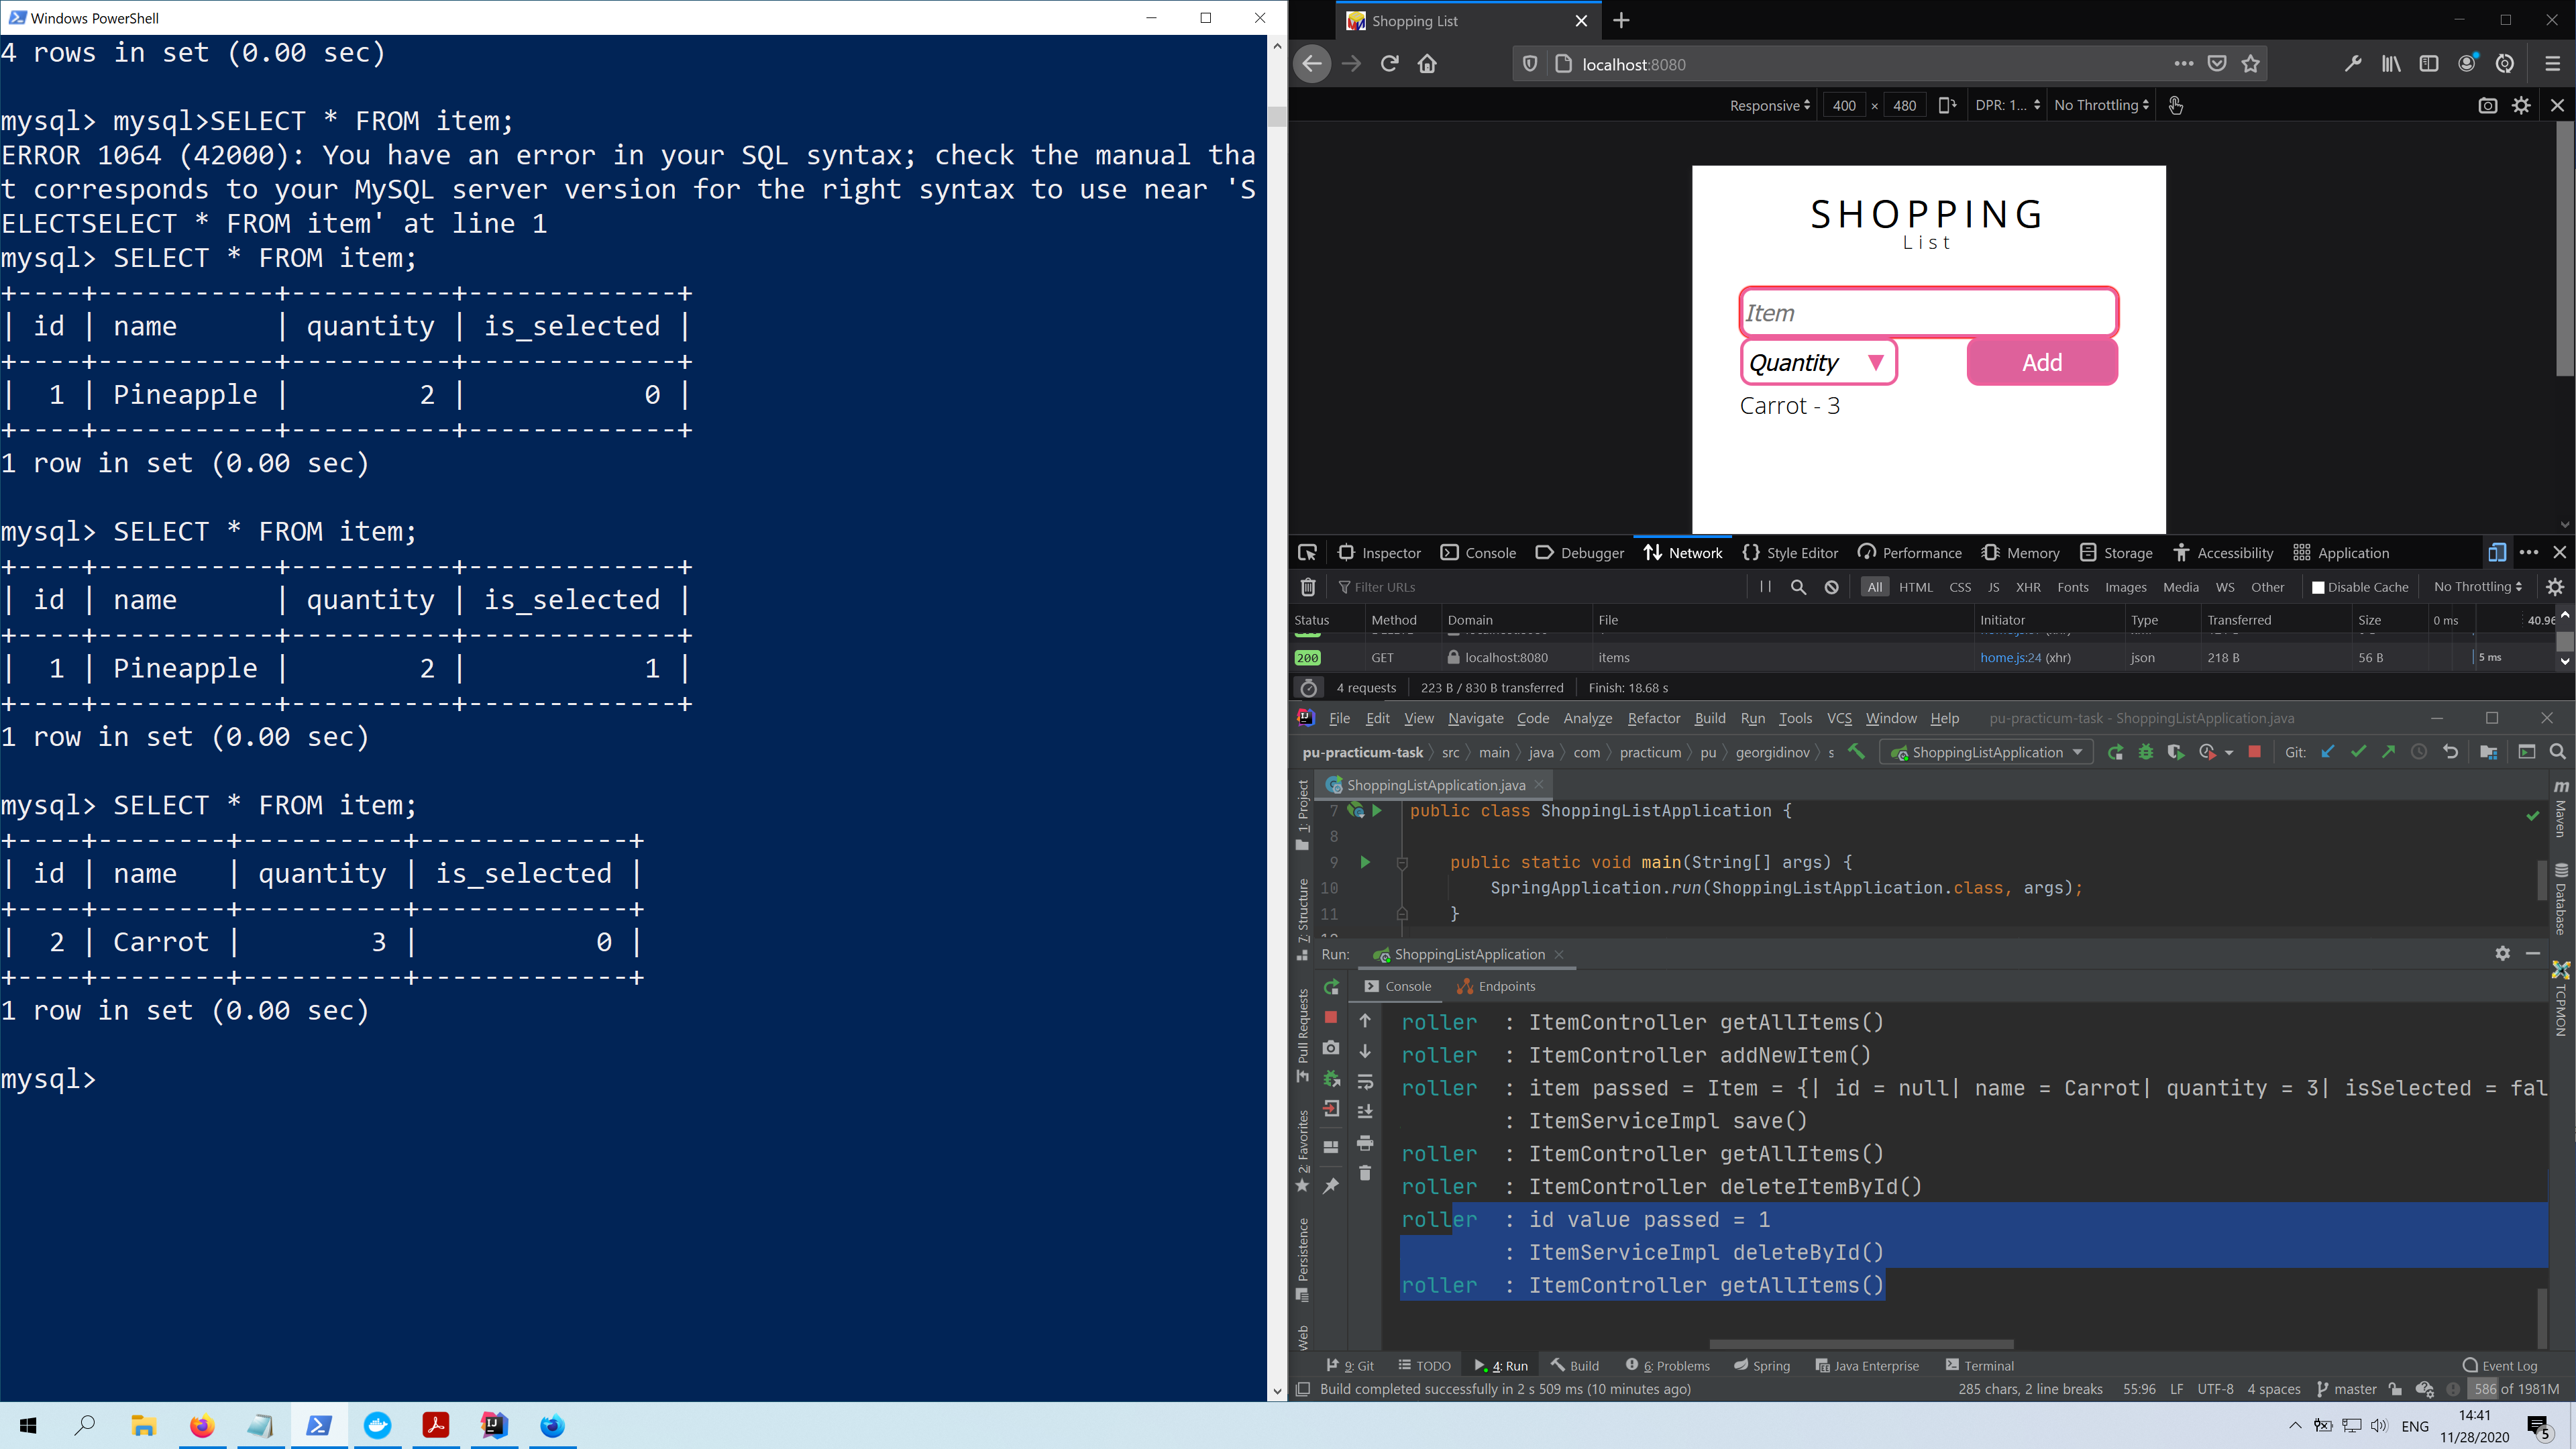 Windows PowerShell
4 rows in set (0.00 sec)
mysql> mysql>SELECT * FROM item;
ERROR 1064 (42000): You have an error in your SQL syntax; check the manual tha
t corresponds to your MySQL server version for the right syntax to use near 'S
ELECTSELECT * FROM item' at line 1
mysql> SELECT * FROM item;
+----+-----------+----------+-------------+
| id | name      | quantity | is_selected |
+----+-----------+----------+-------------+
|  1 | Pineapple |        2 |           0 |
+----+-----------+----------+-------------+
1 row in set (0.00 sec)
mysql> SELECT * FROM item;
+----+-----------+----------+-------------+
| id | name      | quantity | is_selected |
+----+-----------+----------+-------------+
|  1 | Pineapple |        2 |           1 |
+----+-----------+----------+-------------+
1 row in set (0.00 sec)
mysql> SELECT * FROM item;
+----+--------+----------+-------------+
| id | name   | quantity | is_selected |
+----+--------+----------+-------------+
|  2 | Carrot |        3 |           0 |
+----+--------+----------+-------------+
1 row in set (0.00 sec)
mysql>
Shopping List
localhost:8080
Responsive 400 × 480 DPR: 1... No Throttling
SHOPPING
List
Item
Quantity ▼ Add
Carrot - 3
Inspector Console Debugger Network Style Editor Performance Memory Storage Accessibility Application
Filter URLs All HTML CSS JS XHR Fonts Images Media WS Other Disable Cache No Throttling
Status Method Domain File Initiator Type Transferred Size 0 ms 40.96
200 GET localhost:8080 items home.js:24 (xhr) json 218 B 56 B 5 ms
4 requests 223 B / 830 B transferred Finish: 18.68 s
File Edit View Navigate Code Analyze Refactor Build Run Tools VCS Window Help pu-practicum-task - ShoppingListApplication.java
pu-practicum-task src main java com practicum pu georgidinov s ShoppingListApplication Git:
ShoppingListApplication.java
7 public class ShoppingListApplication {
8
9 public static void main(String[] args) {
10 SpringApplication.run(ShoppingListApplication.class, args);
11 }
1: Project
7: Structure
Pull Requests
2: Favorites
Persistence
Web
m Maven
Database
TCPMON
Run: ShoppingListApplication
Console Endpoints
roller : ItemController getAllItems()
roller : ItemController addNewItem()
roller : item passed = Item = {| id = null| name = Carrot| quantity = 3| isSelected = fal
: ItemServiceImpl save()
roller : ItemController getAllItems()
roller : ItemController deleteItemById()
roller : id value passed = 1
: ItemServiceImpl deleteById()
roller : ItemController getAllItems()
9: Git TODO 4: Run Build 6: Problems Spring Java Enterprise Terminal Event Log
Build completed successfully in 2 s 509 ms (10 minutes ago) 285 chars, 2 line breaks 55:96 LF UTF-8 4 spaces master 586 of 1981M
ENG 14:41
11/28/2020 5